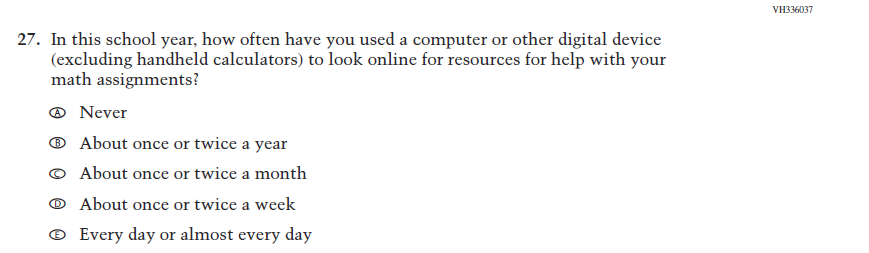 VH336037
27. In this school year, how often have you used a computer or other digital device
(excluding handheld calculators) to look online for resources for help with your
math assignments?
Ⓐ Never
Ⓑ About once or twice a year
Ⓒ About once or twice a month
Ⓓ About once or twice a week
Ⓔ Every day or almost every day